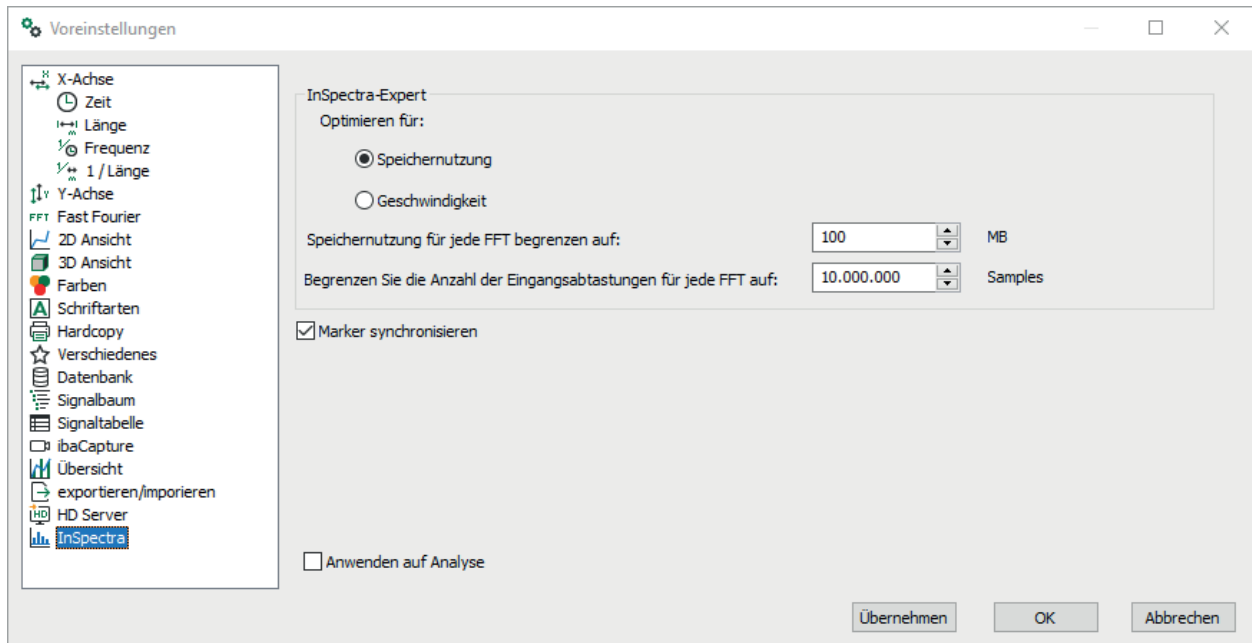 Voreinstellungen
X-Achse
Zeit
Länge
Frequenz
1 / Länge
Y-Achse
FFT Fast Fourier
2D Ansicht
3D Ansicht
Farben
Schriftarten
Hardcopy
Verschiedenes
Datenbank
Signalbaum
Signaltabelle
ibaCapture
Übersicht
exportieren/imporieren
HD Server
InSpectra
InSpectra-Expert
Optimieren für:
Speichernutzung
Geschwindigkeit
Speichernutzung für jede FFT begrenzen auf: 100 MB
Begrenzen Sie die Anzahl der Eingangsabtastungen für jede FFT auf: 10.000.000 Samples
Marker synchronisieren
Anwenden auf Analyse
Übernehmen OK Abbrechen